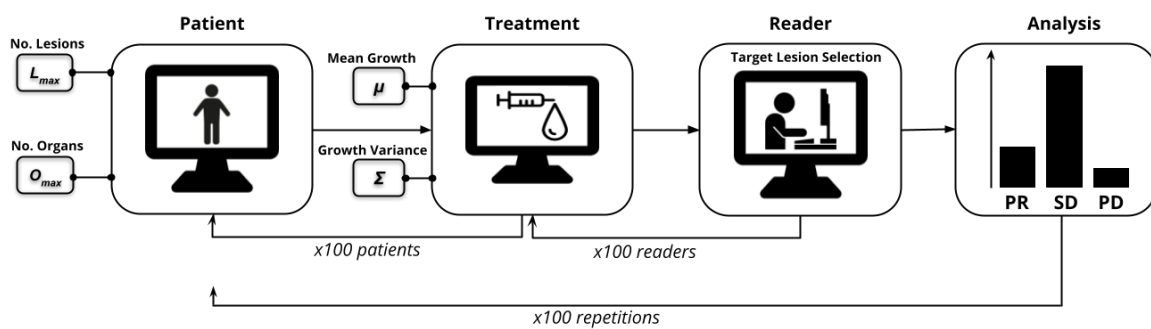 Patient
Treatment
Reader
Analysis
No. Lesions
L max
No. Organs
O max
Mean Growth
μ
Growth Variance
Σ
Target Lesion Selection
PR SD PD
x100 patients
x100 readers
x100 repetitions